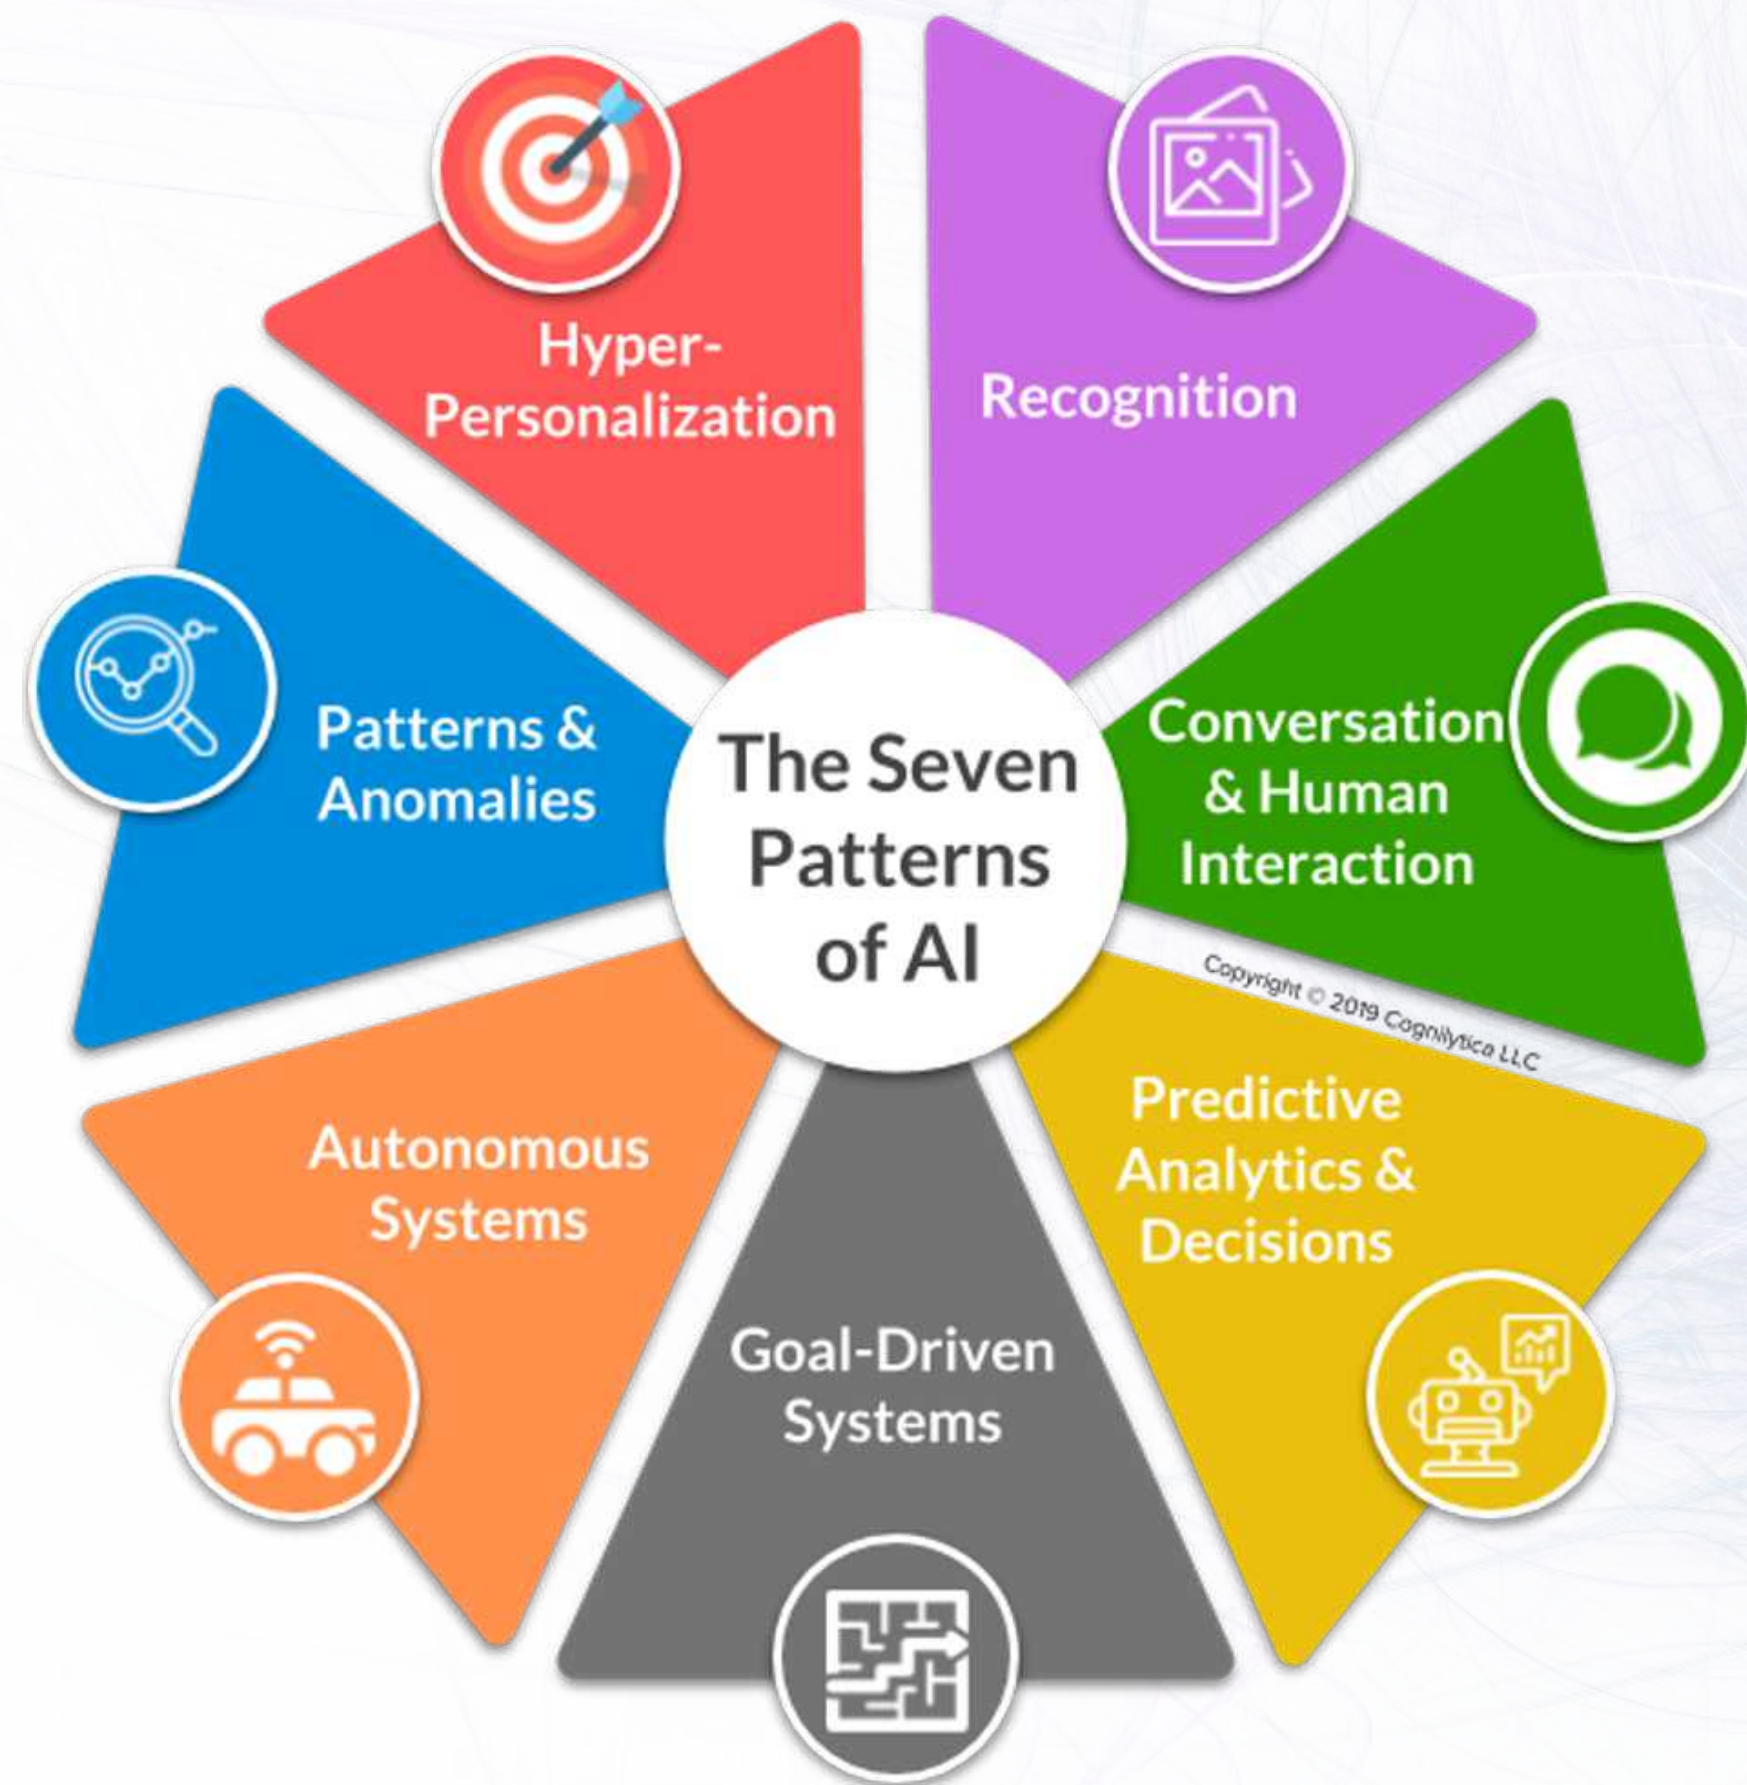 Hyper-
Personalization
Recognition
Patterns &
Anomalies
The Seven
Patterns
of AI
Conversation
& Human
Interaction
Copyright © 2019 Cognilytica LLC
Autonomous
Systems
Predictive
Analytics &
Decisions
Goal-Driven
Systems